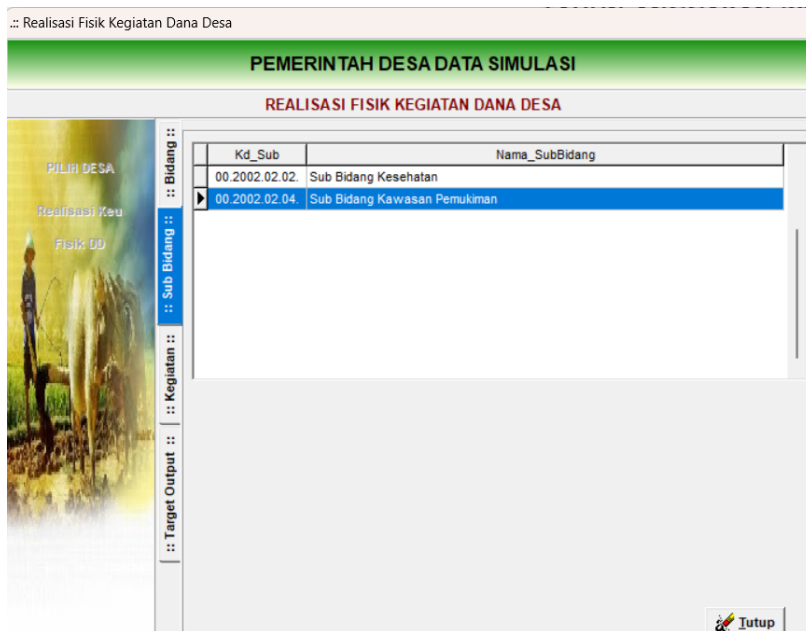 .:: Realisasi Fisik Kegiatan Dana Desa
PEMERINTAH DESA DATA SIMULASI
REALISASI FISIK KEGIATAN DANA DESA
PILIH DESA
Realisasi Keu
Fisik DD
:: Bidang ::
:: Sub Bidang ::
:: Kegiatan ::
:: Target Output ::
Kd_Sub Nama_SubBidang
00.2002.02.02. Sub Bidang Kesehatan
00.2002.02.04. Sub Bidang Kawasan Pemukiman
Tutup